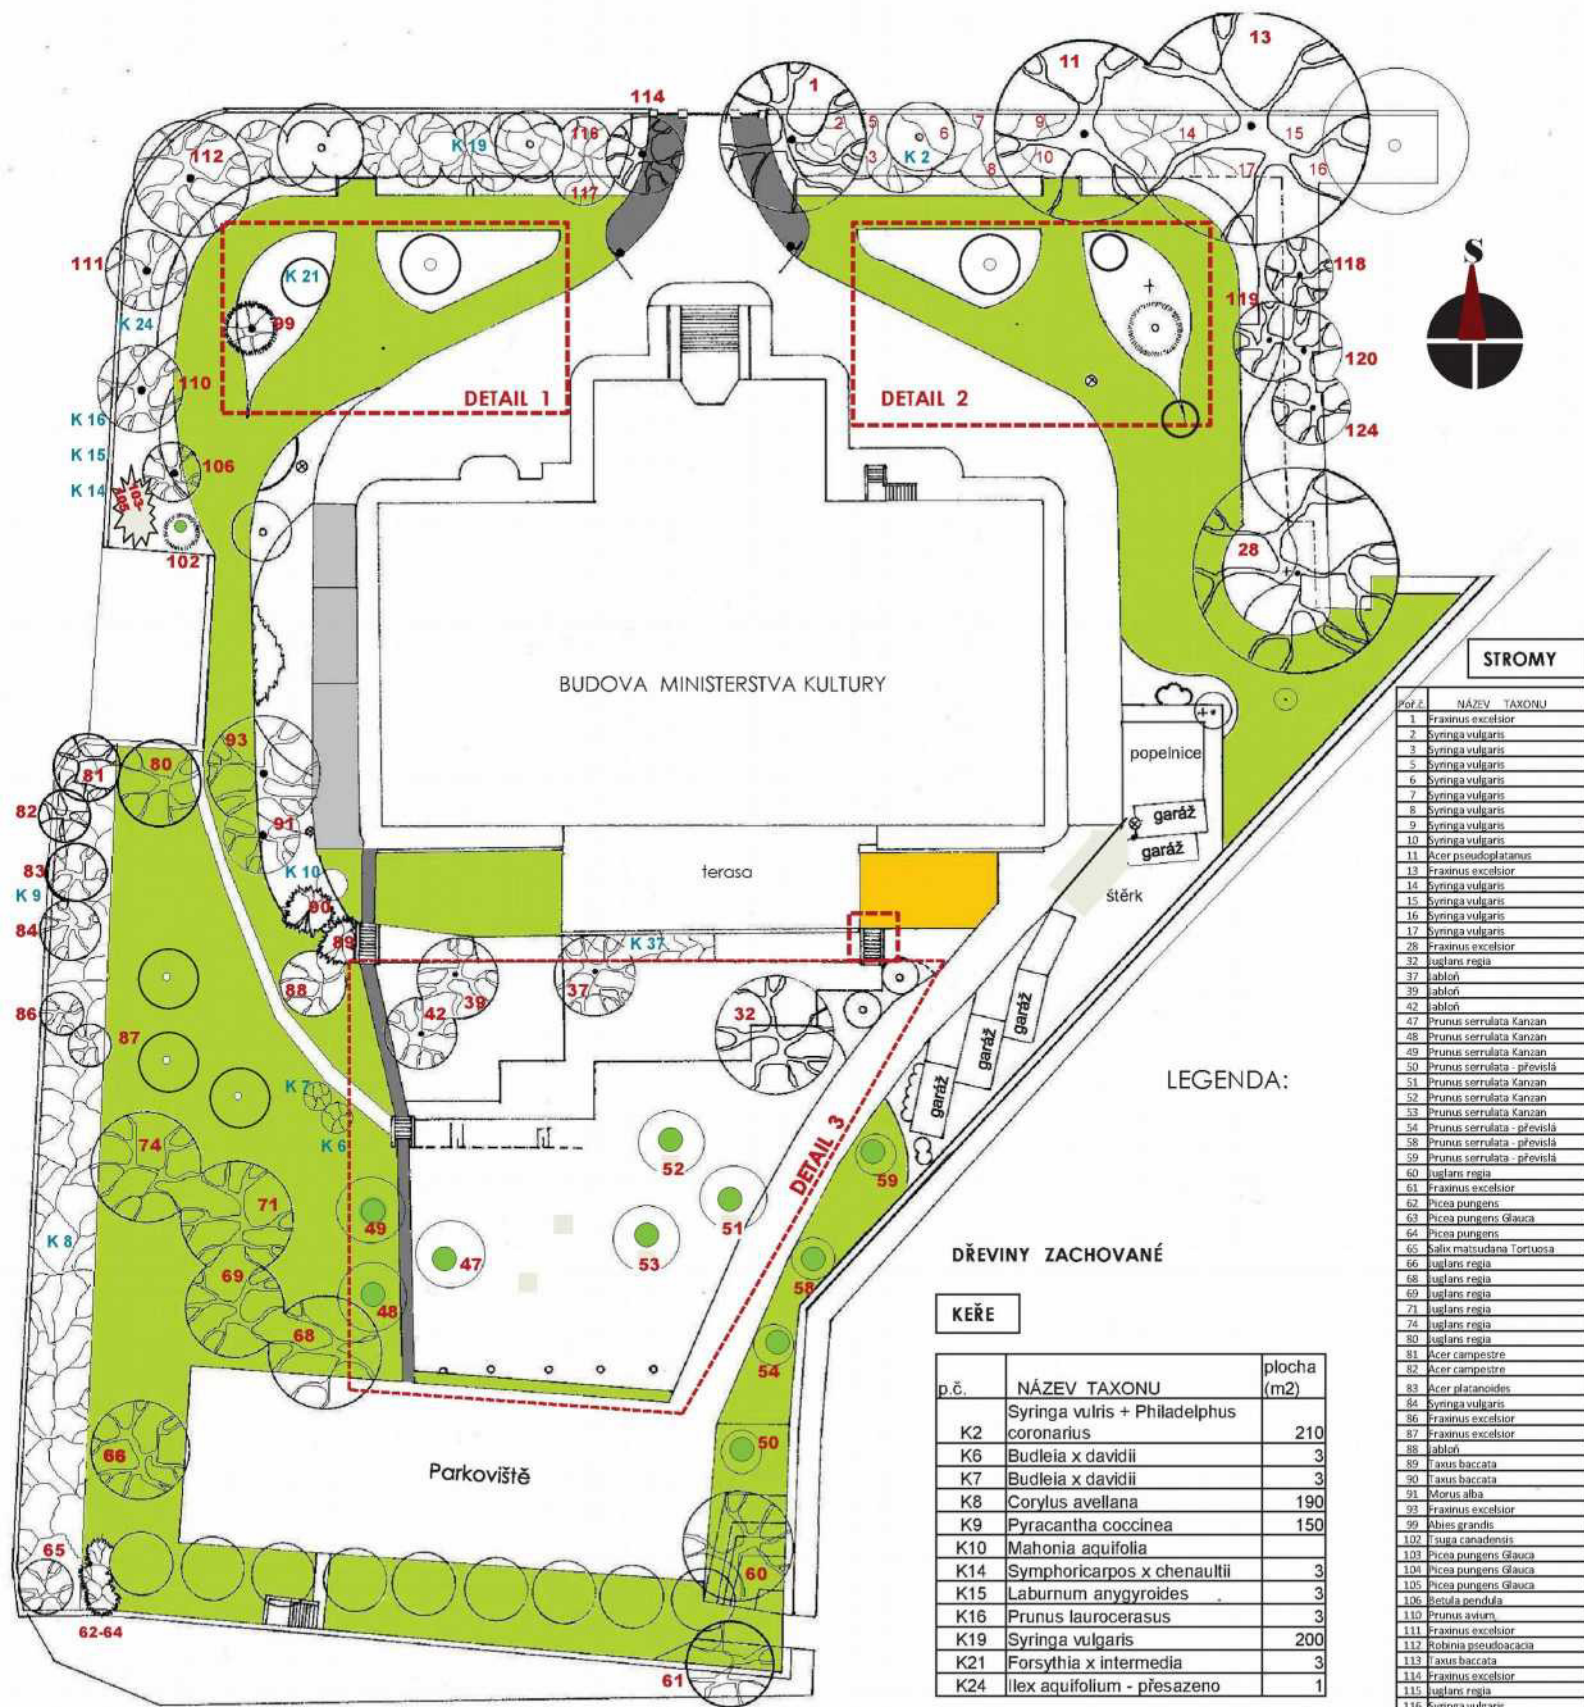 13
11
1
114
2
5
6
7
9
14
15
116
K 19
112
3
K 2
8
10
17
16
117
S
111
118
K 21
K 24
99
119
120
110
DETAIL 1
DETAIL 2
K 16
124
K 15
106
K 14
103-
105
28
102
BUDOVA MINISTERSTVA KULTURY
STROMY
93
80
81
popelnice
82
garáž
91
garáž
83
K 10
terasa
K 9
štěrk
90
84
89
K 37
88
39
37
42
32
86
garáž
87
garáž
garáž
LEGENDA:
K 7
K 6
74
52
DETAIL 3
59
71
49
51
K 8
47
53
58
69
48
68
54
50
66
Parkoviště
65
60
62-64
61
DŘEVINY ZACHOVANÉ
KEŘE
p.č. NÁZEV TAXONU plocha (m2)
K2 Syringa vulris + Philadelphus coronarius 210
K6 Budleia x davidii 3
K7 Budleia x davidii 3
K8 Corylus avellana 190
K9 Pyracantha coccinea 150
K10 Mahonia aquifolia
K14 Symphoricarpos x chenaultii 3
K15 Laburnum anygyroides 3
K16 Prunus laurocerasus 3
K19 Syringa vulgaris 200
K21 Forsythia x intermedia 3
K24 Ilex aquifolium - přesazeno 1
Poř.č. NÁZEV TAXONU
1 Fraxinus excelsior
2 Syringa vulgaris
3 Syringa vulgaris
5 Syringa vulgaris
6 Syringa vulgaris
7 Syringa vulgaris
8 Syringa vulgaris
9 Syringa vulgaris
10 Syringa vulgaris
11 Acer pseudoplatanus
13 Fraxinus excelsior
14 Syringa vulgaris
15 Syringa vulgaris
16 Syringa vulgaris
17 Syringa vulgaris
28 Fraxinus excelsior
32 Juglans regia
37 Jabloň
39 Jabloň
42 Jabloň
47 Prunus serrulata Kanzan
48 Prunus serrulata Kanzan
49 Prunus serrulata Kanzan
50 Prunus serrulata - převislá
51 Prunus serrulata Kanzan
52 Prunus serrulata Kanzan
53 Prunus serrulata Kanzan
54 Prunus serrulata - převislá
58 Prunus serrulata - převislá
59 Prunus serrulata - převislá
60 Juglans regia
61 Fraxinus excelsior
62 Picea pungens
63 Picea pungens Glauca
64 Picea pungens
65 Salix matsudana Tortuosa
66 Juglans regia
68 Juglans regia
69 Juglans regia
71 Juglans regia
74 Juglans regia
80 Juglans regia
81 Acer campestre
82 Acer campestre
83 Acer platanoides
84 Syringa vulgaris
86 Fraxinus excelsior
87 Fraxinus excelsior
88 Jabloň
89 Taxus baccata
90 Taxus baccata
91 Morus alba
93 Fraxinus excelsior
99 Abies grandis
102 Tsuga canadensis
103 Picea pungens Glauca
104 Picea pungens Glauca
105 Picea pungens Glauca
106 Betula pendula
110 Prunus avium
111 Fraxinus excelsior
112 Robinia pseudoacacia
113 Taxus baccata
114 Fraxinus excelsior
115 Juglans regia
116 Syringa vulgaris